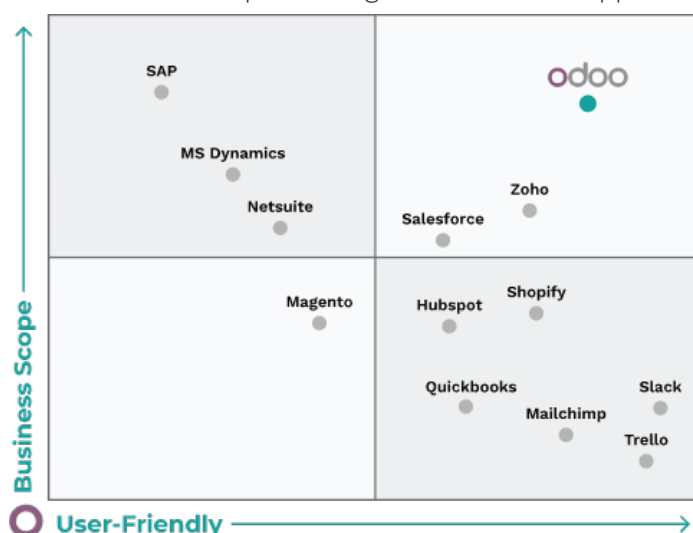 SAP
odoo
MS Dynamics
Zoho
Netsuite
Salesforce
Magento
Hubspot
Shopify
Quickbooks
Slack
Mailchimp
Trello
Business Scope
User-Friendly